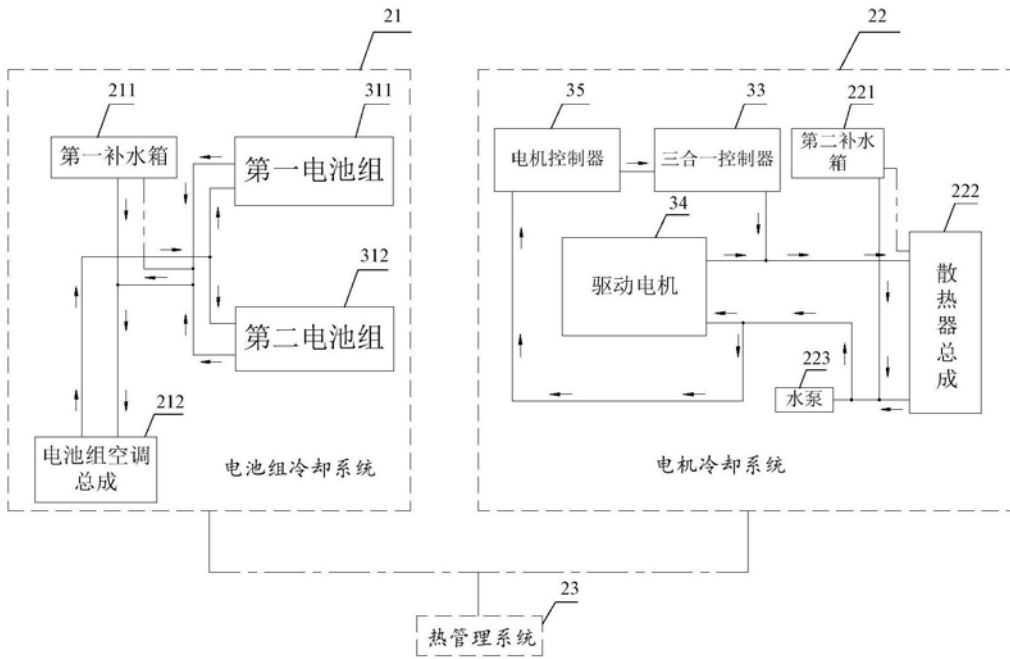 21
22
211
311
35
33
221
第一补水箱
第一电池组
电机控制器
三合一控制器
第二补水
箱
34
222
312
驱动电机
散
热
器
总
成
第二电池组
223
水泵
212
电池组空调
总成
电池组冷却系统
电机冷却系统
23
热管理系统